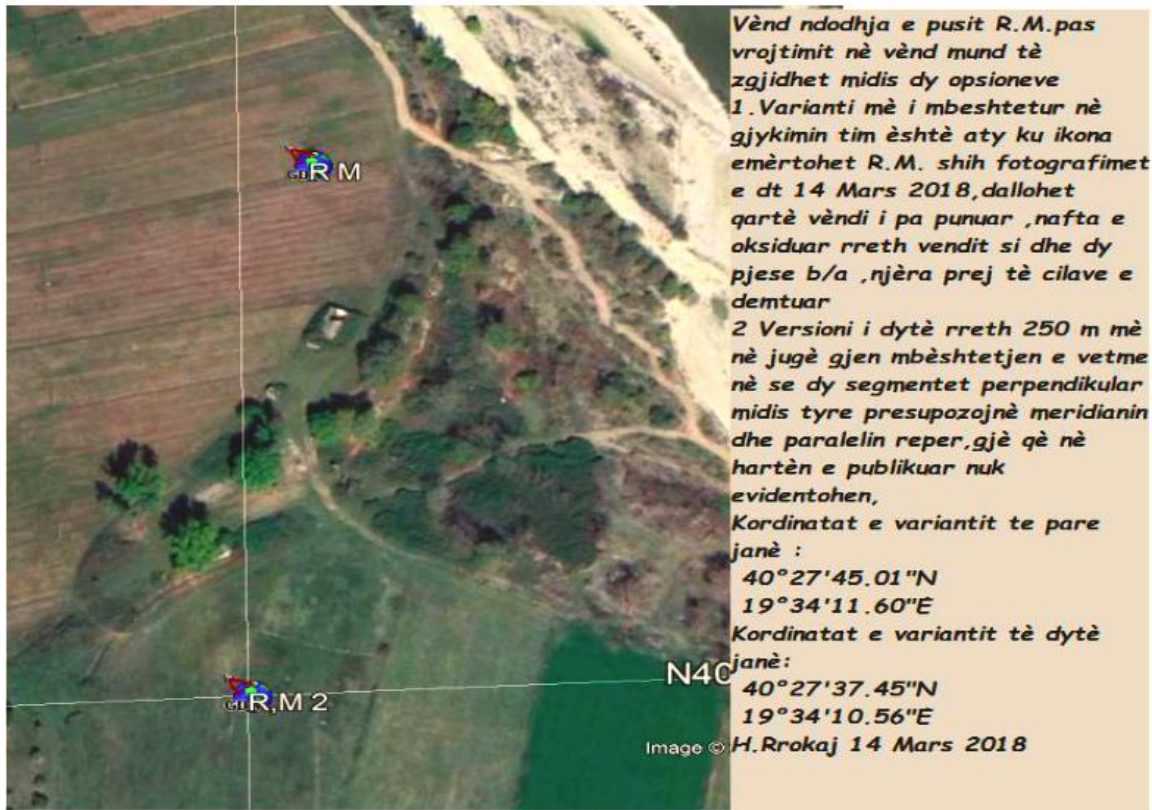 Vènd ndodhja e pusit R.M.pas
vrojtimit nè vènd mund tè
zgjidhet midis dy opsioneve
1.Varianti mè i mbeshtetur nè
gjykimin tim èshtè aty ku ikona
emèrtohet R.M. shih fotografimet
e dt 14 Mars 2018,dallohet
qartè vèndi i pa punuar ,nafta e
oksiduar rreth vendit si dhe dy
pjese b/a ,njèra prej tè cilave e
demtuar
2 Versioni i dytè rreth 250 m mè
nè jugè gjen mbèshtetjen e vetme
nè se dy segmentet perpendikular
midis tyre presupozojnè meridianin
dhe paralelin reper,gjè që nè
hartèn e publikuar nuk
evidentohen,
Kordinatat e variantit te pare
janè :
40°27'45.01"N
19°34'11.60"E
Kordinatat e variantit tè dytè
janè:
40°27'37.45"N
19°34'10.56"E
H.Rrokaj 14 Mars 2018
R M
R,M 2
N40
Image ©